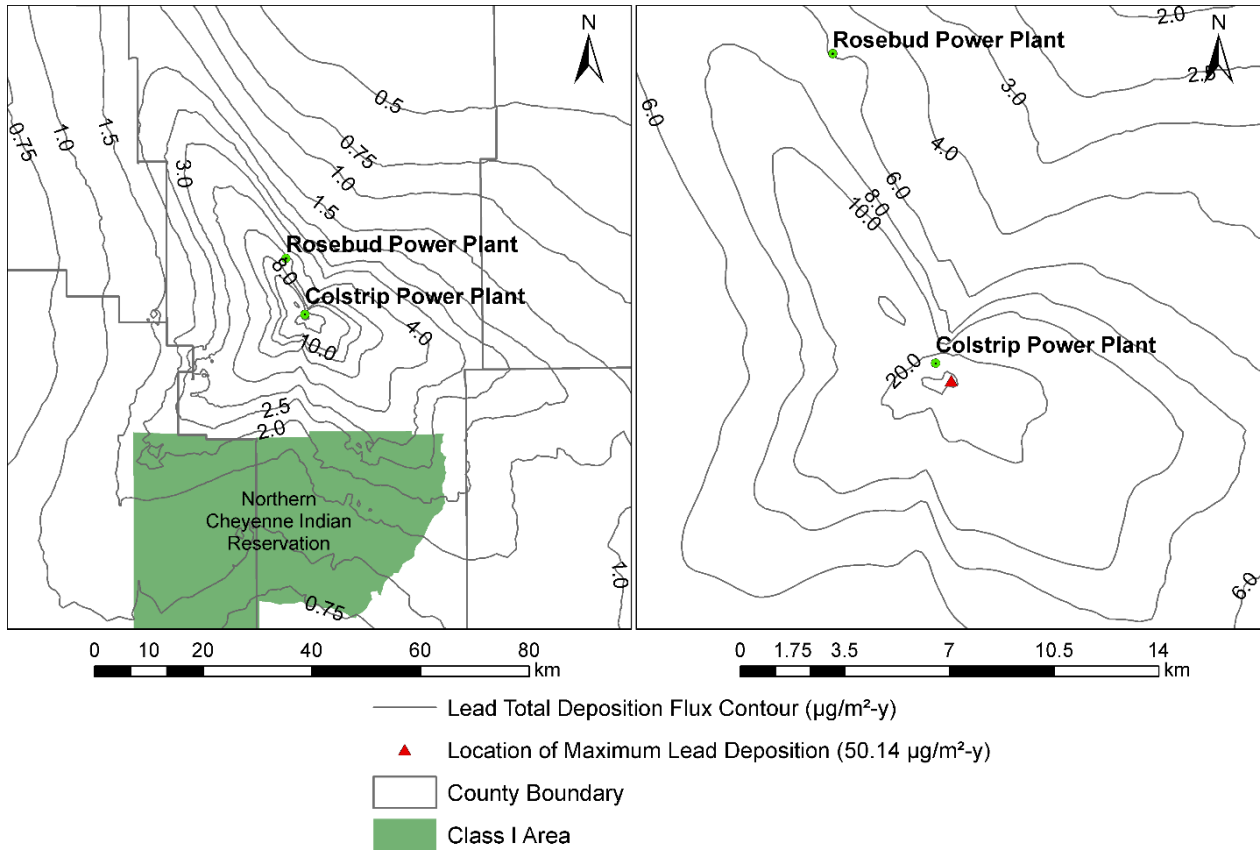 N
0.5
0.75
1.0
1.5
0.75
1.0
1.5
3.0
Rosebud Power Plant
8.0
Colstrip Power Plant
4.0
10.0
2.5
2.0
Northern
Cheyenne Indian
Reservation
0.75
1.0
0 10 20 40 60 80
km
N
2.0
Rosebud Power Plant
2.5
3.0
6.0
4.0
6.0
8.0
10.0
Colstrip Power Plant
20.0
6.0
0 1.75 3.5 7 10.5 14
km
Lead Total Deposition Flux Contour (µg/m²-y)
Location of Maximum Lead Deposition (50.14 µg/m²-y)
County Boundary
Class I Area